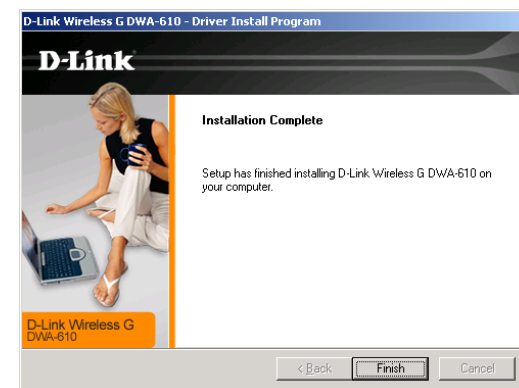 D-Link Wireless G DWA-610 - Driver Install Program
D-Link
Installation Complete
Setup has finished installing D-Link Wireless G DWA-610 on
your computer.
D-Link Wireless G
DWA-610
< Back
Finish
Cancel